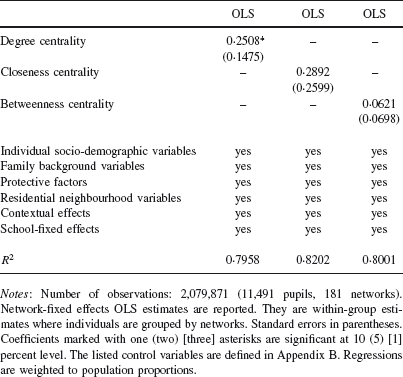 OLS OLS OLS
Degree centrality 0·2508* – –
(0·1475)
Closeness centrality – 0·2892 –
(0·2599)
Betweenness centrality – – 0·0621
(0·0698)
Individual socio-demographic variables yes yes yes
Family background variables yes yes yes
Protective factors yes yes yes
Residential neighbourhood variables yes yes yes
Contextual effects yes yes yes
School-fixed effects yes yes yes
R² 0·7958 0·8202 0·8001
Notes: Number of observations: 2,079,871 (11,491 pupils, 181 networks).
Network-fixed effects OLS estimates are reported. They are within-group esti-
mates where individuals are grouped by networks. Standard errors in parentheses.
Coefficients marked with one (two) [three] asterisks are significant at 10 (5) [1]
percent level. The listed control variables are defined in Appendix B. Regressions
are weighted to population proportions.